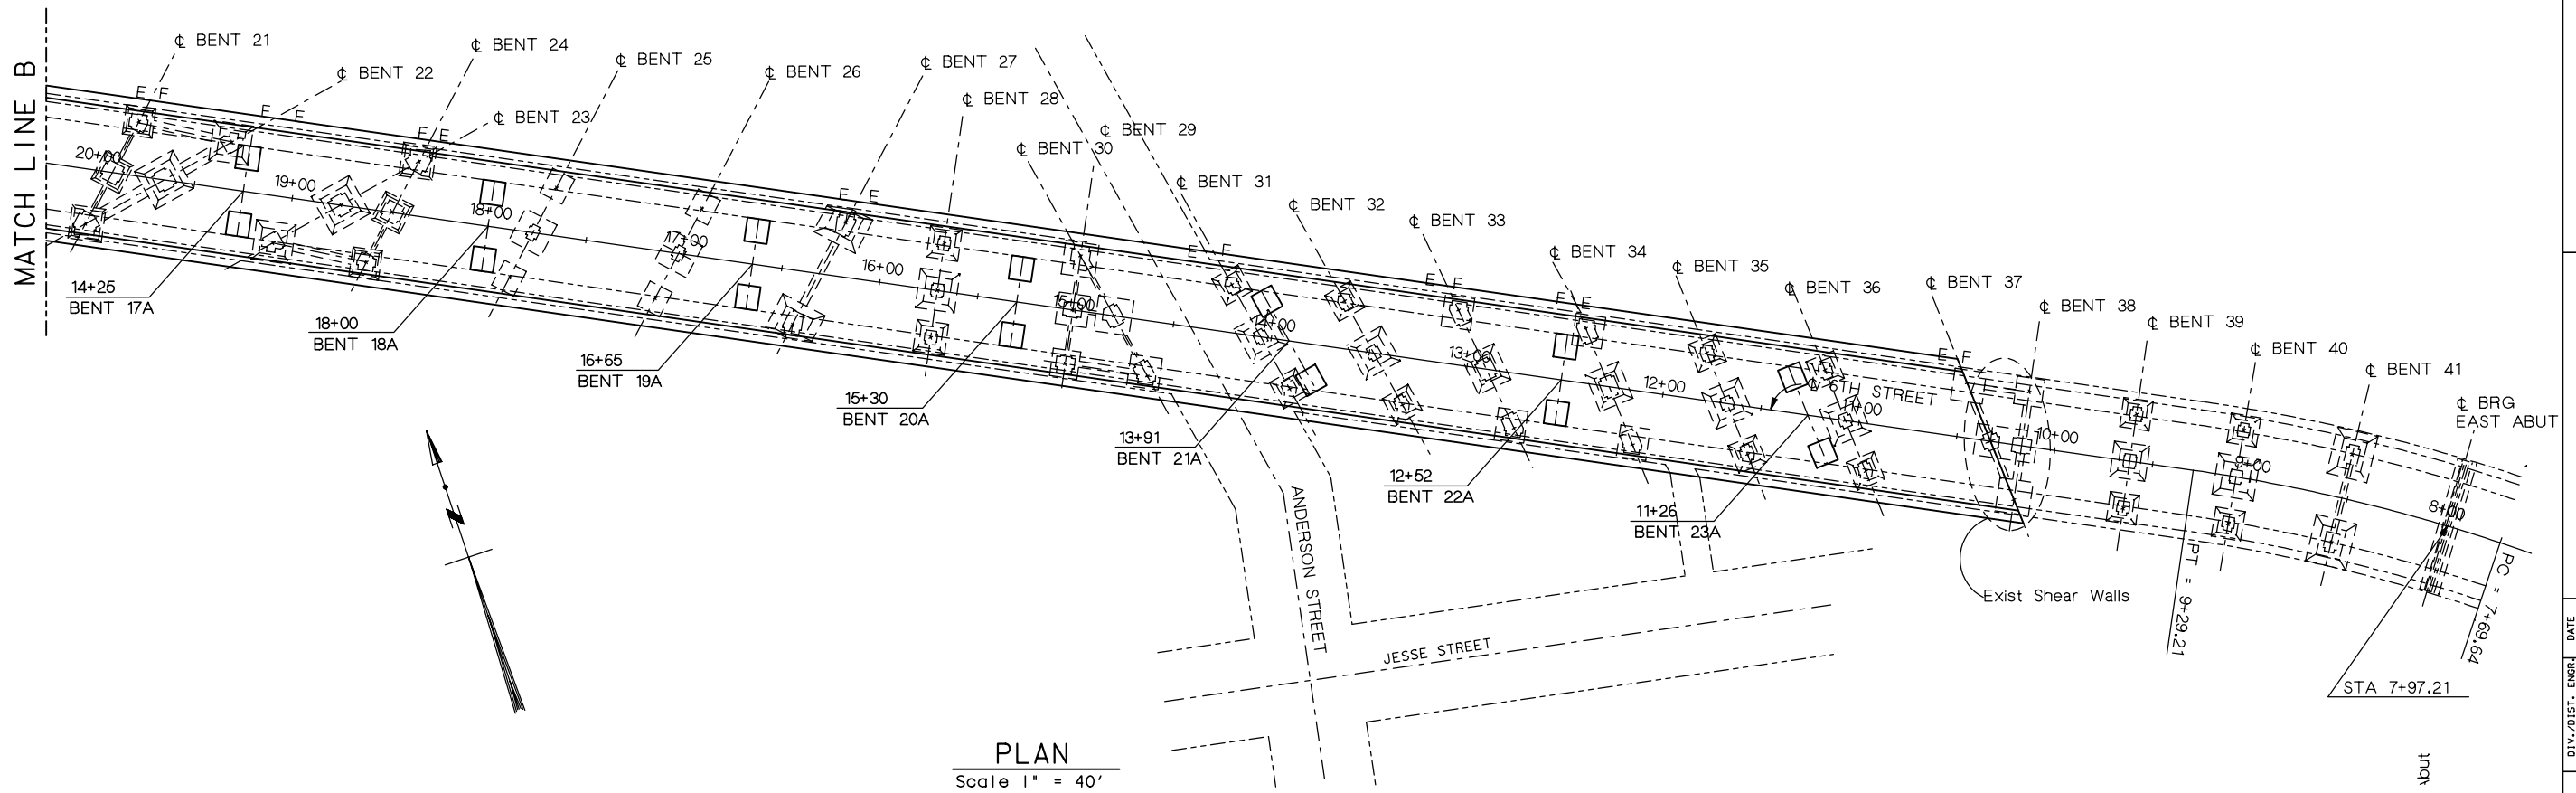 MATCH LINE B
℄ BENT 21
℄ BENT 22
℄ BENT 24
℄ BENT 23
℄ BENT 25
℄ BENT 26
℄ BENT 27
℄ BENT 28
℄ BENT 29
℄ BENT 30
℄ BENT 31
℄ BENT 32
℄ BENT 33
℄ BENT 34
℄ BENT 35
℄ BENT 36
℄ BENT 37
℄ BENT 38
℄ BENT 39
℄ BENT 40
℄ BENT 41
℄ BRG
EAST ABUT
E F
F E
F E
F E
E F
E F
F E
E F
20+00
19+00
18+00
17+00
16+00
15+00
13+00
12+00
11+00
10+00
9+00
8+00
℄ 6TH STREET
14+25
BENT 17A
18+00
BENT 18A
16+65
BENT 19A
15+30
BENT 20A
13+91
BENT 21A
12+52
BENT 22A
11+26
BENT 23A
ANDERSON STREET
JESSE STREET
Exist Shear Walls
PT = 9+29.21
PC = 7+69.64
STA 7+97.21
PLAN
Scale 1" = 40'
Abut
DIV./DIST. ENGR. DATE